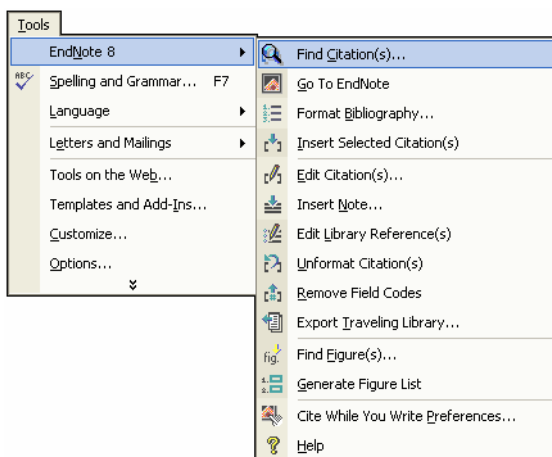 Tools
EndNote 8
Spelling and Grammar... F7
Language
Letters and Mailings
Tools on the Web...
Templates and Add-Ins...
Customize...
Options...
Find Citation(s)...
Go To EndNote
Format Bibliography...
Insert Selected Citation(s)
Edit Citation(s)...
Insert Note...
Edit Library Reference(s)
Unformat Citation(s)
Remove Field Codes
Export Traveling Library...
fig. Find Figure(s)...
Generate Figure List
Cite While You Write Preferences...
Help